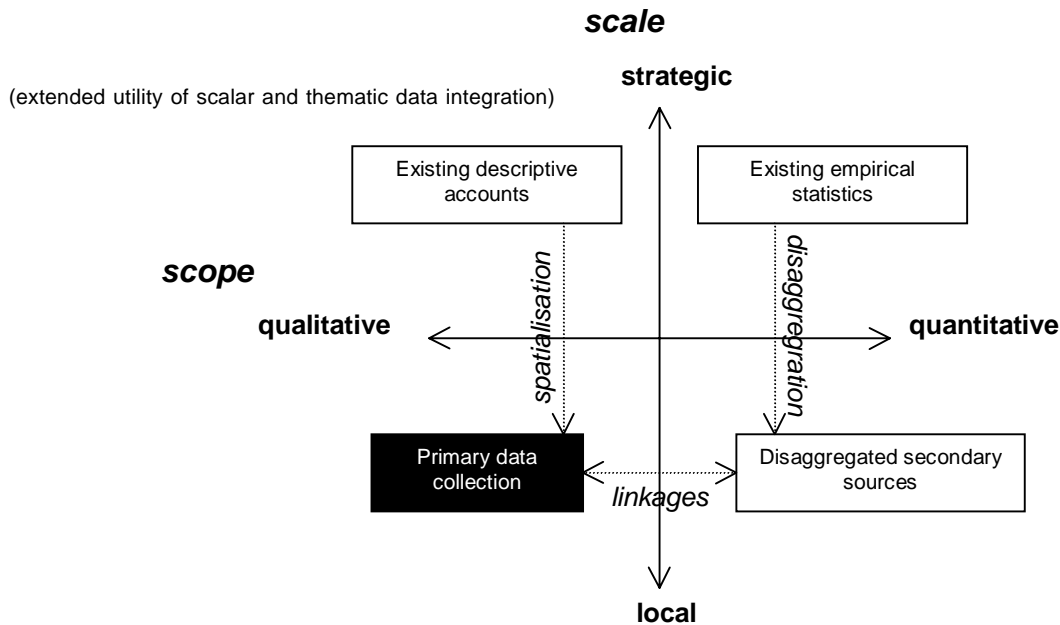 scale
strategic
(extended utility of scalar and thematic data integration)
Existing descriptive
accounts
Existing empirical
statistics
scope
spatialisation
disaggregration
qualitative
quantitative
Primary data
collection
linkages
Disaggregated secondary
sources
local